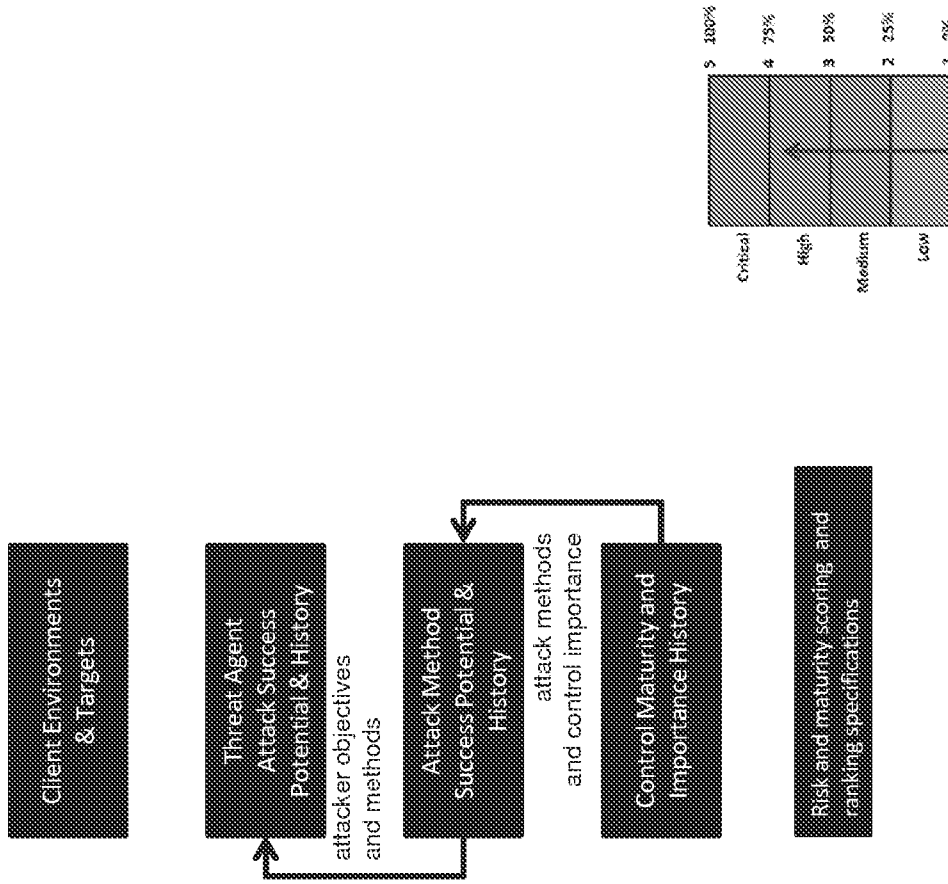 Client Environments
& Targets
Threat Agent
Attack Success
Potential & History
attacker objectives
and methods
Attack Method
Success Potential &
History
attack methods
and control importance
Control Maturity and
Importance History
Risk and maturity scoring and
ranking specifications
Critical
High
Medium
Low
5 100%
4 75%
3 50%
2 25%